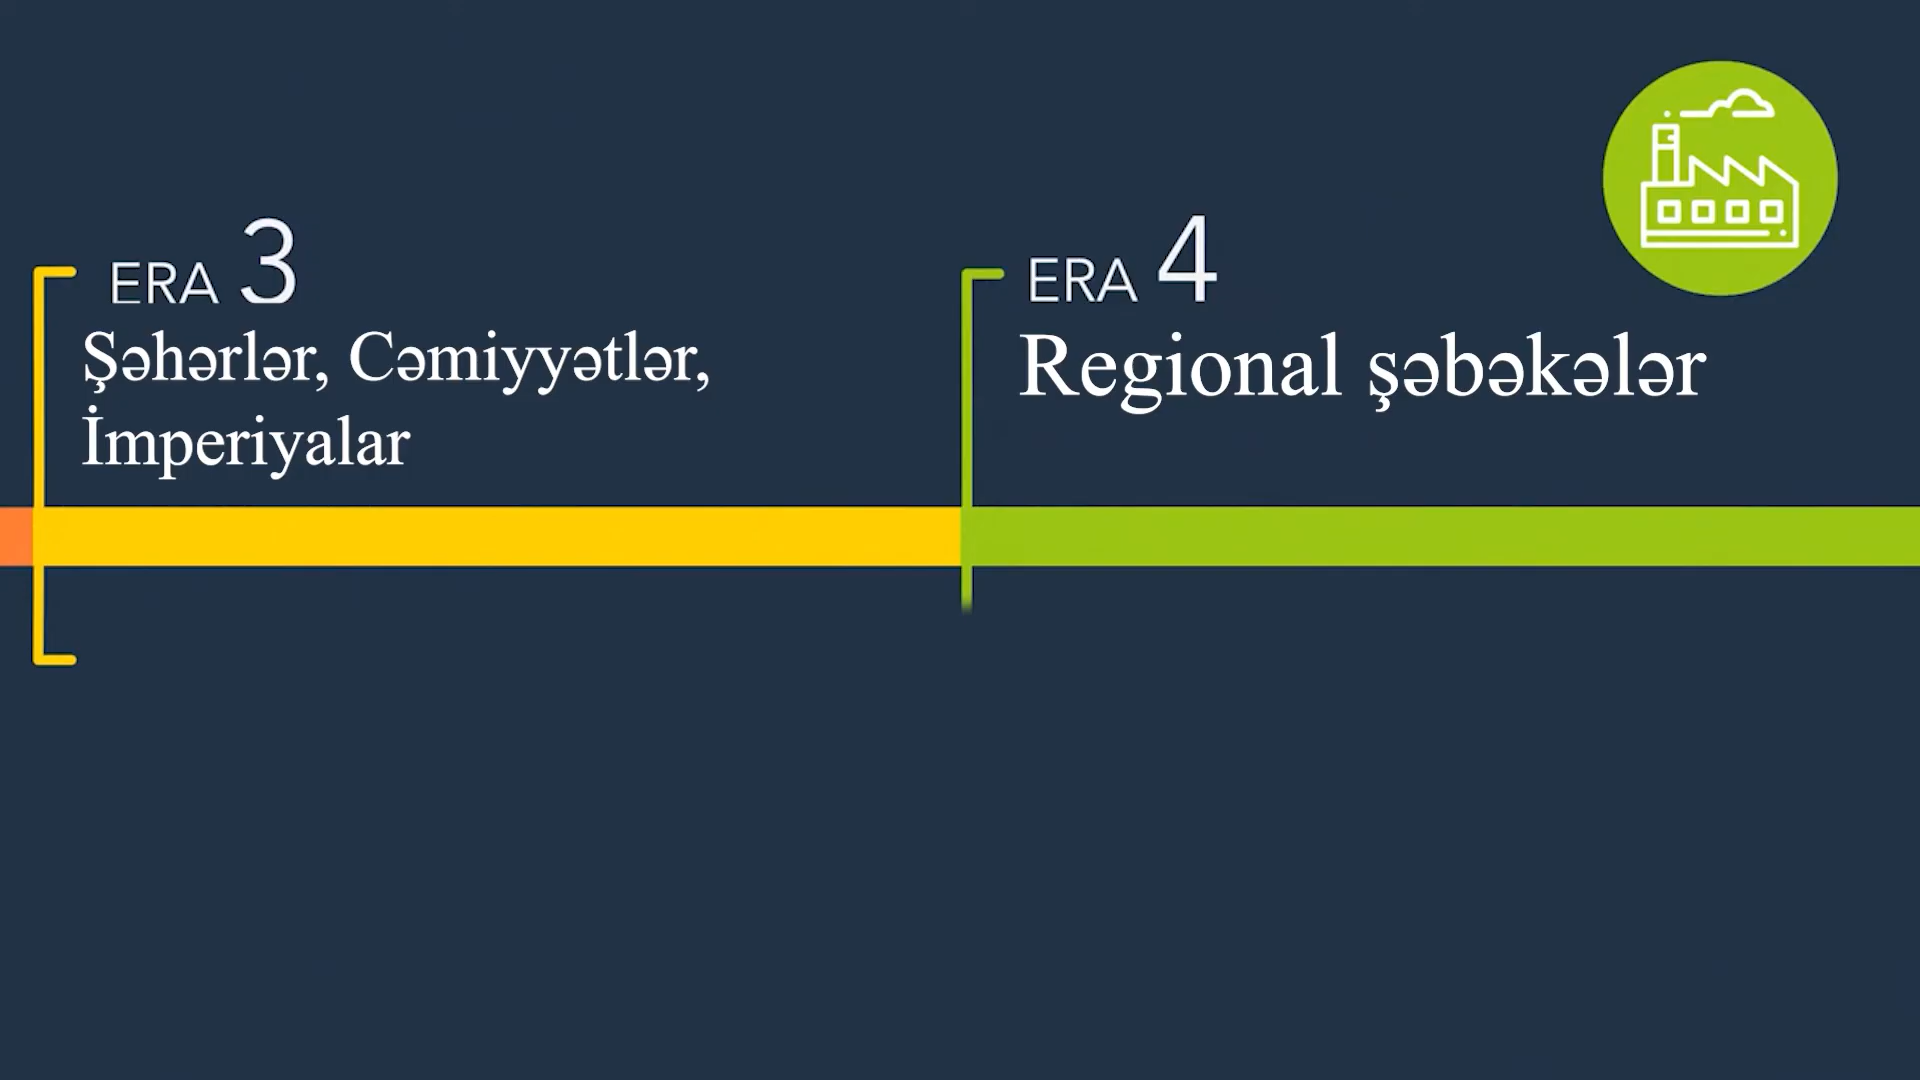 ERA 3
Şəhərlər, Cəmiyyətlər,
İmperiyalar
ERA 4
Regional şəbəkələr